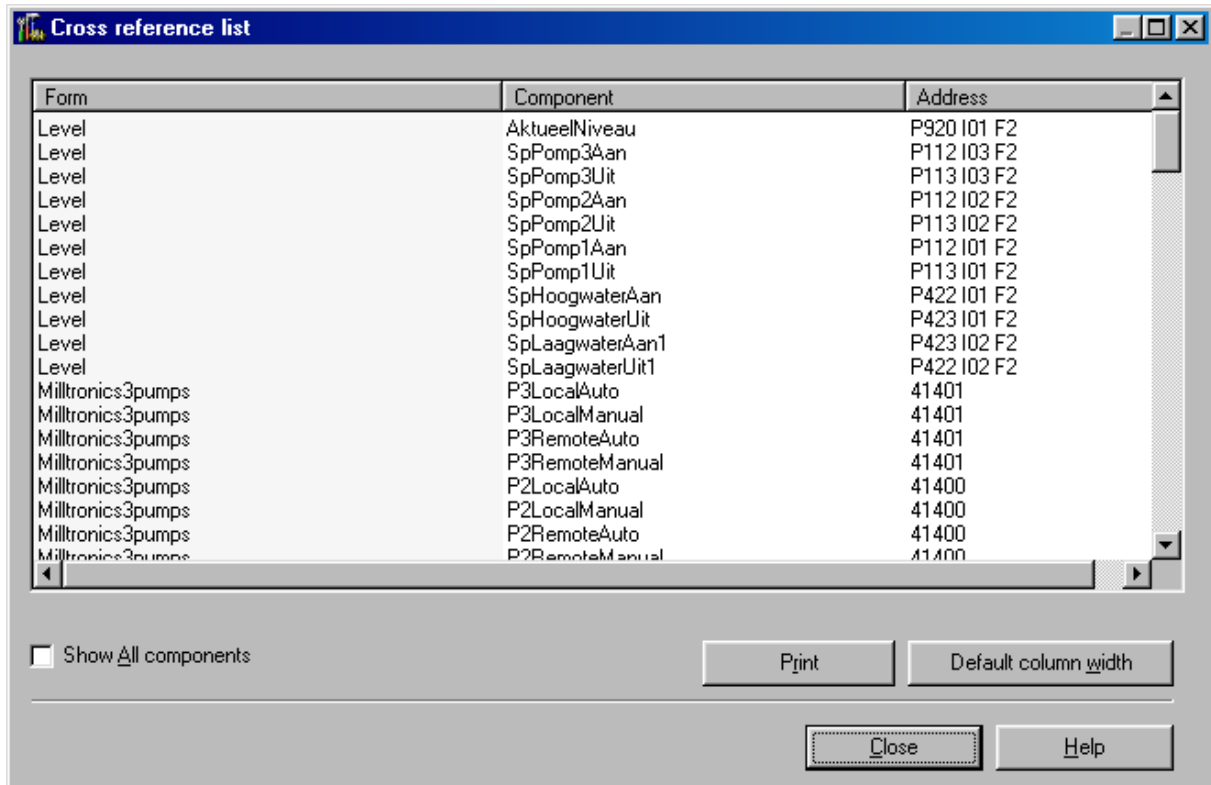 Cross reference list
Form Component Address
Level AktueelNiveau P920 I01 F2
Level SpPomp3Aan P112 I03 F2
Level SpPomp3Uit P113 I03 F2
Level SpPomp2Aan P112 I02 F2
Level SpPomp2Uit P113 I02 F2
Level SpPomp1Aan P112 I01 F2
Level SpPomp1Uit P113 I01 F2
Level SpHoogwaterAan P422 I01 F2
Level SpHoogwaterUit P423 I01 F2
Level SpLaagwaterAan1 P423 I02 F2
Level SpLaagwaterUit1 P422 I02 F2
Milltronics3pumps P3LocalAuto 41401
Milltronics3pumps P3LocalManual 41401
Milltronics3pumps P3RemoteAuto 41401
Milltronics3pumps P3RemoteManual 41401
Milltronics3pumps P2LocalAuto 41400
Milltronics3pumps P2LocalManual 41400
Milltronics3pumps P2RemoteAuto 41400
Milltronics3pumps P2RemoteManual 41400
Show All components
Print Default column width
Close Help